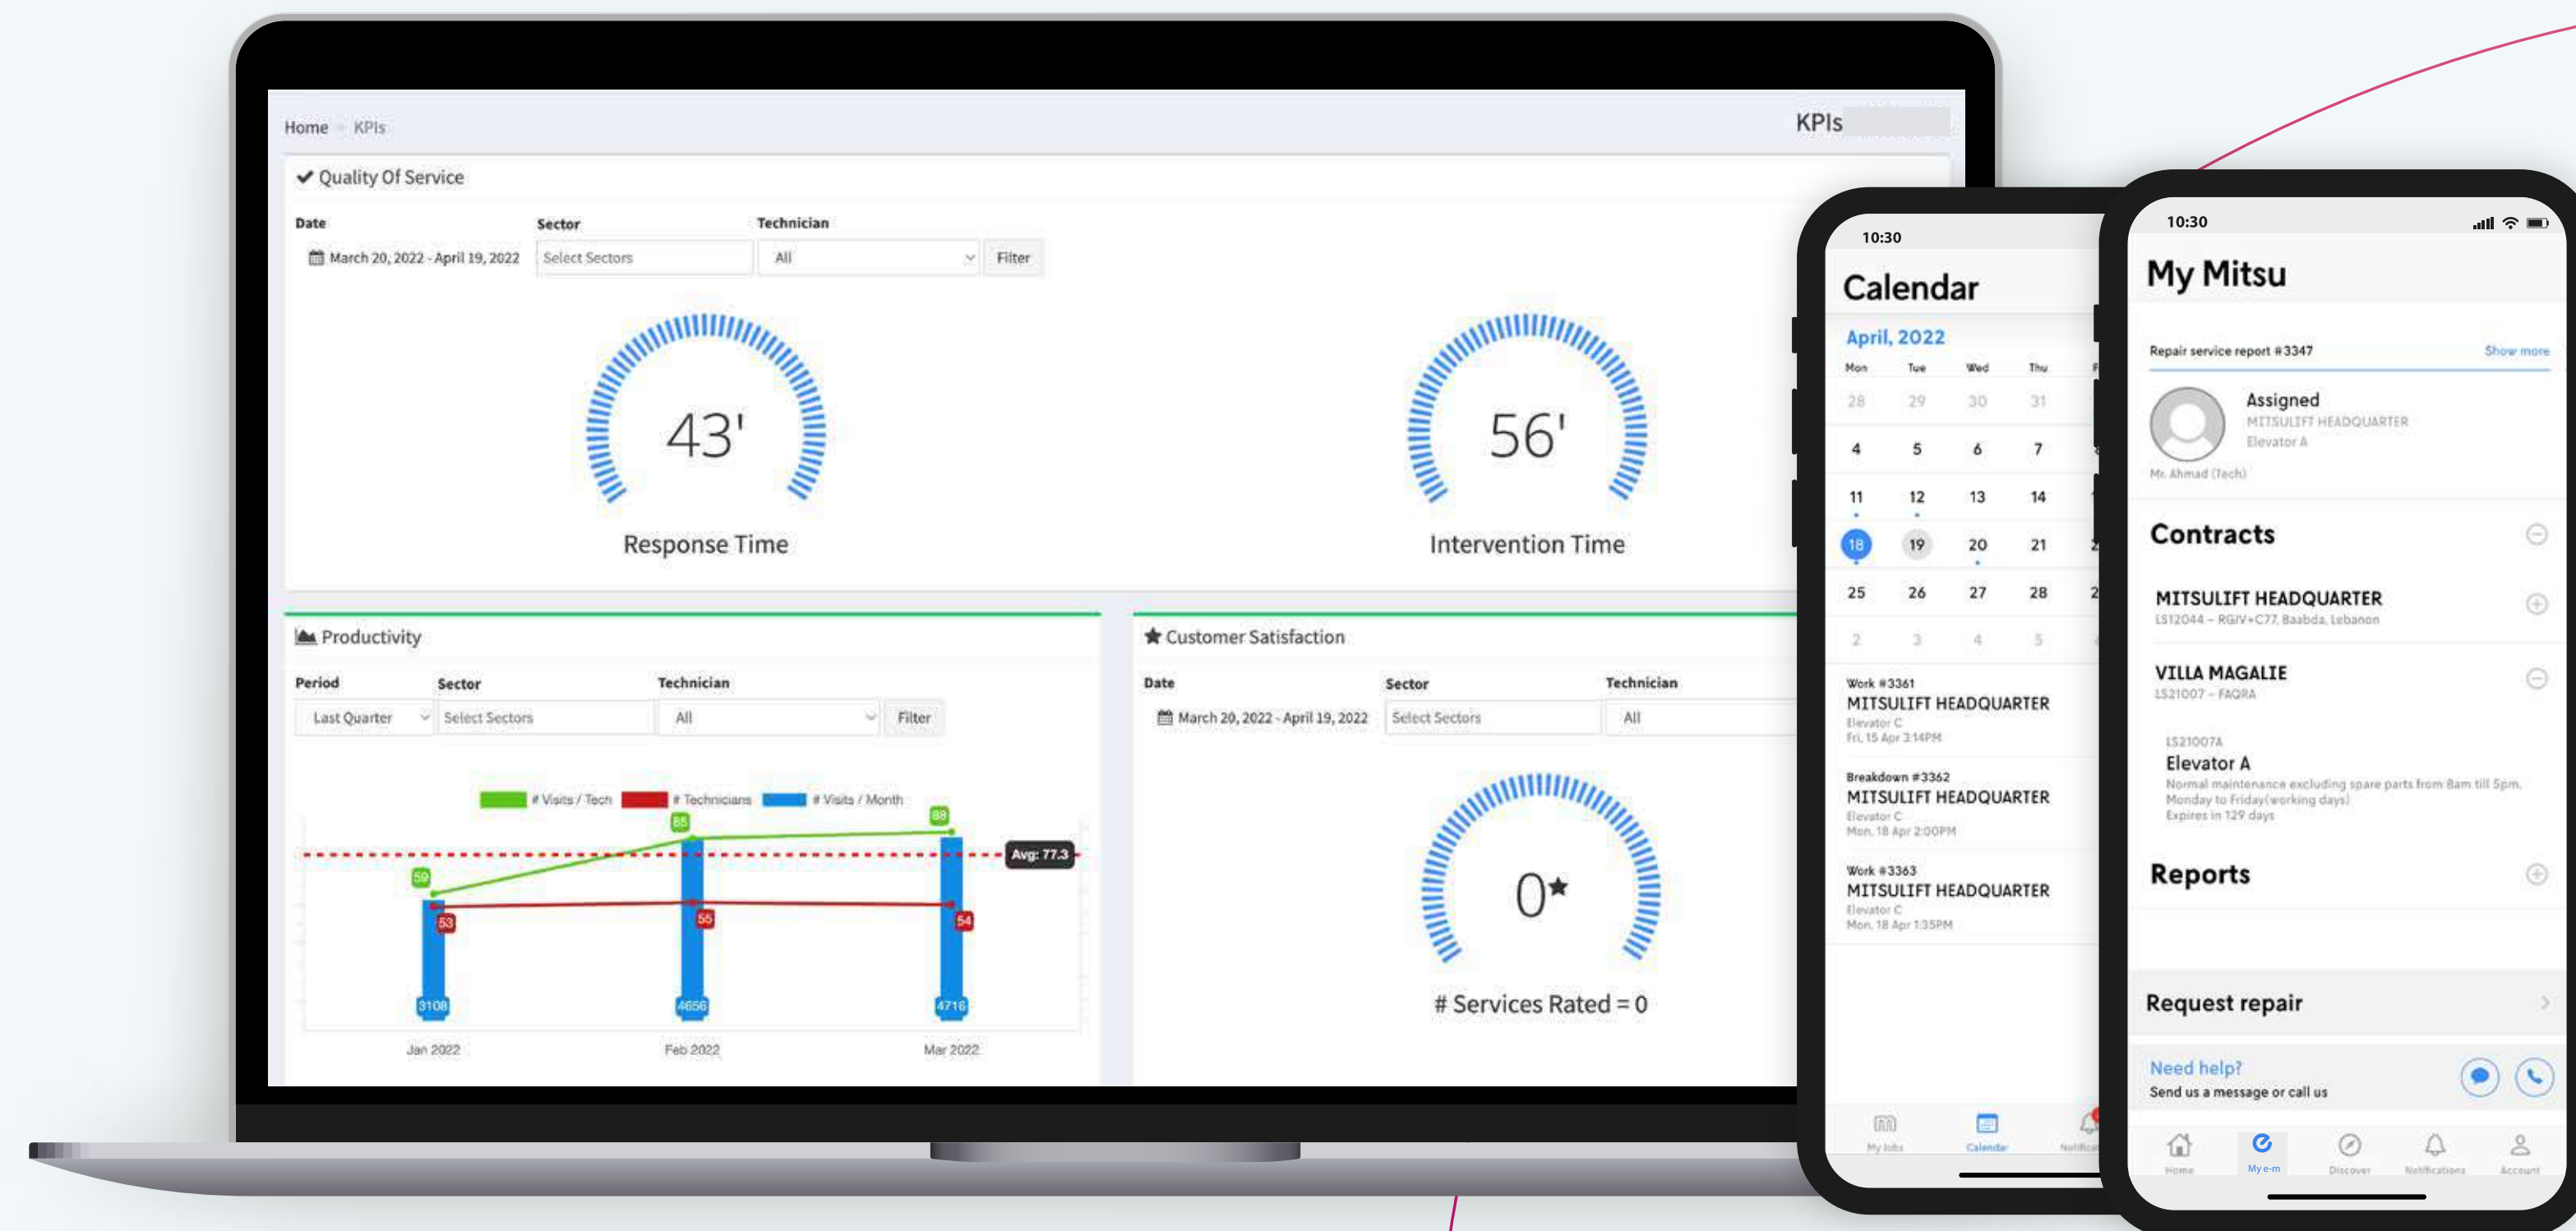 Home KPIs
KPIs
Quality Of Service
Date Sector Technician
March 20, 2022 - April 19, 2022 Select Sectors All Filter
43'
Response Time
56'
Intervention Time
Productivity
Period Sector Technician
Last Quarter Select Sectors All Filter
# Visits / Tech # Technicians # Visits / Month
59 85 88
Avg: 77.3
53 55 54
3108 4656 4716
Jan 2022 Feb 2022 Mar 2022
Customer Satisfaction
Date Sector Technician
March 20, 2022 - April 19, 2022 Select Sectors All
0
# Services Rated = 0
10:30
Calendar
April, 2022
Mon Tue Wed Thu
28 29 30 31
4 5 6 7
11 12 13 14
18 19 20 21
25 26 27 28
2 3 4 5
Work #3361
MITSULIFT HEADQUARTER
Elevator C
Fri, 15 Apr 3:14PM
Breakdown #3362
MITSULIFT HEADQUARTER
Elevator C
Mon, 18 Apr 2:00PM
Work #3363
MITSULIFT HEADQUARTER
Elevator C
Mon, 18 Apr 1:35PM
My Jobs Calendar
10:30
My Mitsu
Repair service report #3347 Show more
Assigned
MITSULIFT HEADQUARTER
Elevator A
Mr. Ahmad (Tech)
Contracts
MITSULIFT HEADQUARTER
LS12044 - RGJV+C77, Baabda, Lebanon
VILLA MAGALIE
LS21007 - FAQRA
LS21007A
Elevator A
Normal maintenance excluding spare parts from 8am till 5pm,
Monday to Friday(working days)
Expires in 129 days
Reports
Request repair
Need help?
Send us a message or call us
Home My e-m Discover Notifications Account